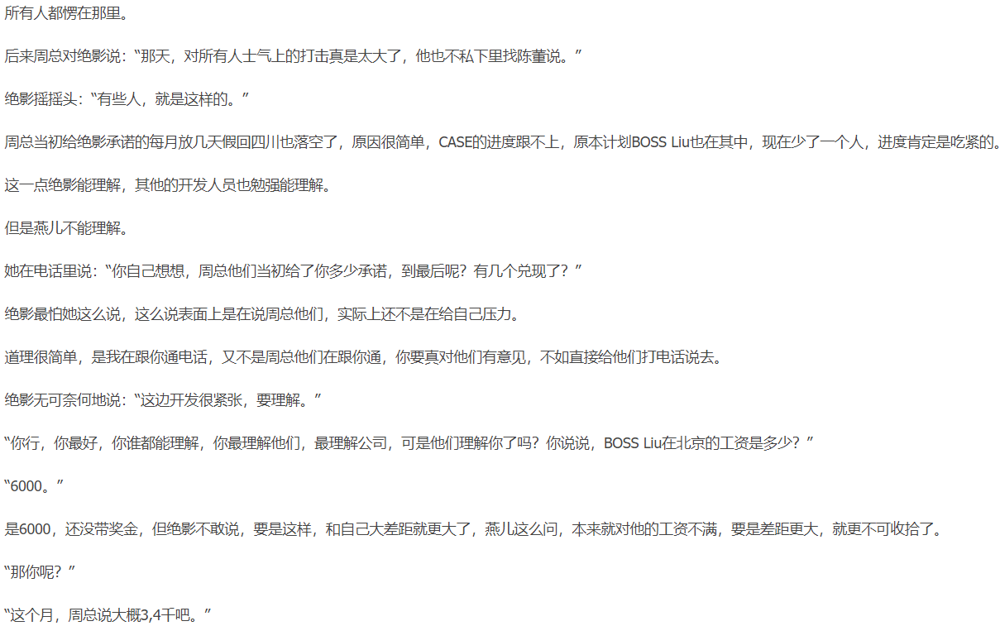 所有人都愣在那里。
后来周总对绝影说：“那天，对所有人士气上的打击真是太大了，他也不私下里找陈董说。”
绝影摇摇头：“有些人，就是这样的。”
周总当初给绝影承诺的每月放几天假回四川也落空了，原因很简单，CASE的进度跟不上，原本计划BOSS Liu也在其中，现在少了一个人，进度肯定是吃紧的。
这一点绝影能理解，其他的开发人员也勉强能理解。
但是燕儿不能理解。
她在电话里说：“你自己想想，周总他们当初给了你多少承诺，到最后呢？有几个兑现了？”
绝影最怕她这么说，这么说表面上是在说周总他们，实际上还不是在给自己压力。
道理很简单，是我在跟你通电话，又不是周总他们在跟你通，你要真对他们有意见，不如直接给他们打电话说去。
绝影无可奈何地说：“这边开发很紧张，要理解。”
“你行，你最好，你谁都能理解，你最理解他们，最理解公司，可是他们理解你了吗？你说说，BOSS Liu在北京的工资是多少？”
“6000。”
是6000，还没带奖金，但绝影不敢说，要是这样，和自己大差距就更大了，燕儿这么问，本来就对他的工资不满，要是差距更大，就更不可收拾了。
“那你呢？”
“这个月，周总说大概3,4千吧。”